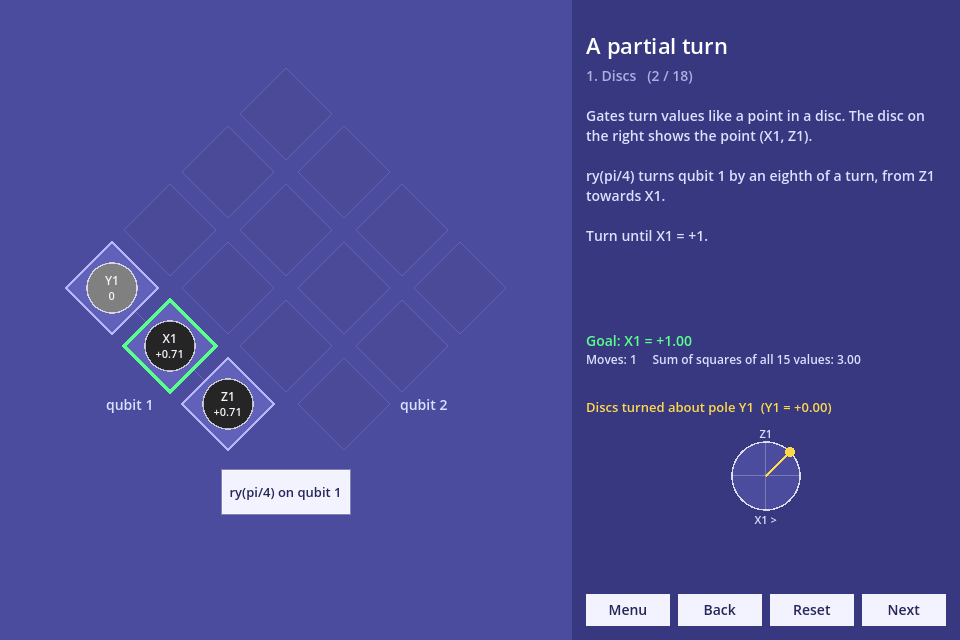 A partial turn
1. Discs (2 / 18)
Gates turn values like a point in a disc. The disc on
the right shows the point (X1, Z1).
ry(pi/4) turns qubit 1 by an eighth of a turn, from Z1
towards X1.
Turn until X1 = +1.
Y1
0
X1
+0.71
Z1
+0.71
qubit 1
qubit 2
ry(pi/4) on qubit 1
Goal: X1 = +1.00
Moves: 1 Sum of squares of all 15 values: 3.00
Discs turned about pole Y1 (Y1 = +0.00)
Z1
X1 >
Menu
Back
Reset
Next